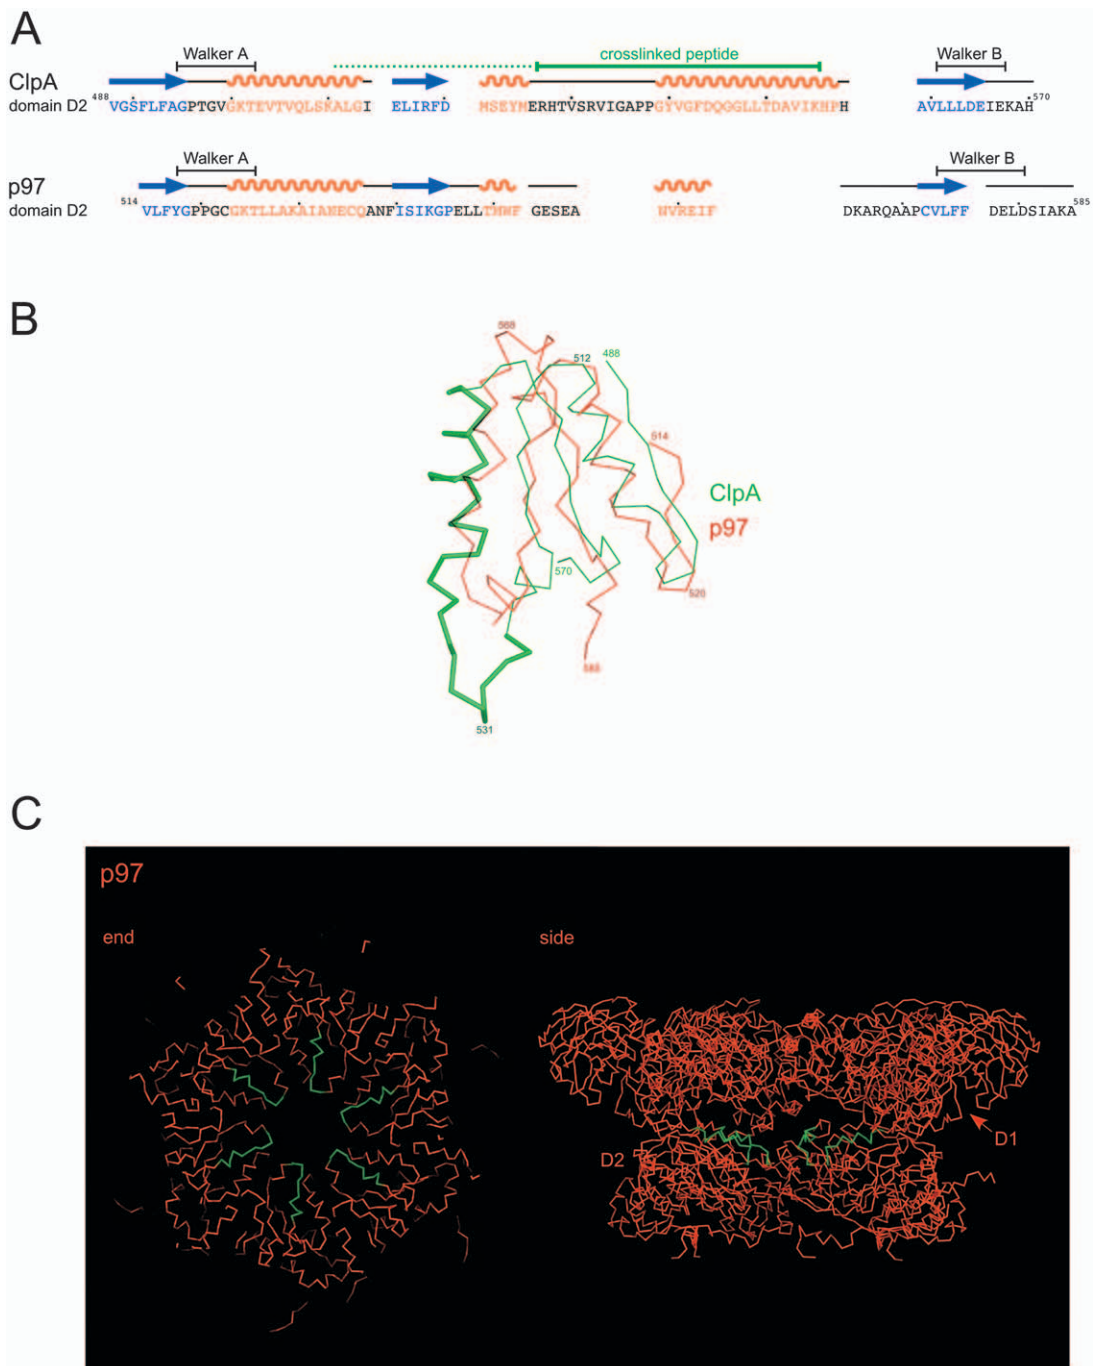 A
Walker A
crosslinked peptide
Walker B
ClpA
domain D2
488 VGSFLFAGPTGVGKTEVTVQLSKALGI ELIRFD MSEYMERHTVSRVIGAPPGYVGFDQGGLLTDAVIKHPH AVLLLDEIEKAH 570
Walker A
Walker B
p97
domain D2
514 VLFYGPPGCGKTLLAKAIANECQANFISIKGPELLTMWF GESEA NVREIF DKARQAAPCVLFF DELDSIAKA 585
B
568
512
488
514
ClpA
p97
570
520
585
531
C
p97
end
side
D1
D2